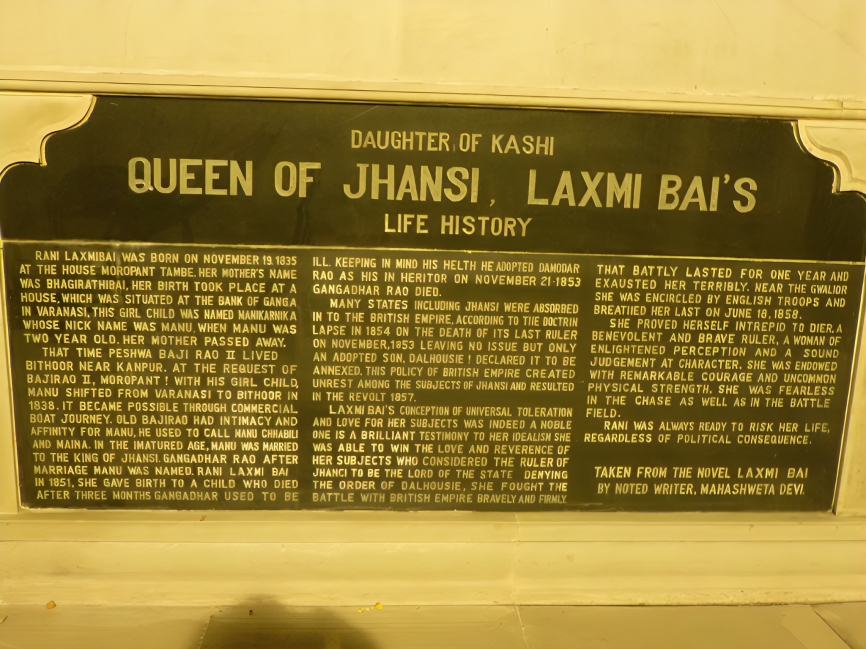 DAUGHTER OF KASHI
QUEEN OF JHANSI, LAXMI BAI'S
LIFE HISTORY
RANI LAXMIBAI WAS BORN ON NOVEMBER 19.1835
AT THE HOUSE MOROPANT TAMBE. HER MOTHER'S NAME
WAS BHAGIRATHIBAI, HER BIRTH TOOK PLACE AT A
HOUSE, WHICH WAS SITUATED AT THE BANK OF GANGA
IN VARANASI, THIS GIRL CHILD WAS NAMED MANIKARNIKA
WHOSE NICK NAME WAS MANU. WHEN MANU WAS
TWO YEAR OLD. HER MOTHER PASSED AWAY.
THAT TIME PESHWA BAJI RAO II LIVED
BITHOOR NEAR KANPUR. AT THE REQUEST OF
BAJIRAO II, MOROPANT ! WITH HIS GIRL CHILD,
MANU SHIFTED FROM VARANASI TO BITHOOR IN
1838. IT BECAME POSSIBLE THROUGH COMMERCIAL
BOAT JOURNEY. OLD BAJIRAO HAD INTIMACY AND
AFFINITY FOR MANU, HE USED TO CALL MANU CHHABILI
AND MAINA. IN THE IMATURED AGE, MANU WAS MARRIED
TO THE KING OF JHANSI. GANGADHAR RAO AFTER
MARRIAGE MANU WAS NAMED. RANI LAXMI BAI
IN 1851, SHE GAVE BIRTH TO A CHILD WHO DIED
AFTER THREE MONTHS GANGADHAR USED TO BE
ILL. KEEPING IN MIND HIS HELTH HE ADOPTED DAMODAR
RAO AS HIS IN HERITOR ON NOVEMBER 21-1853
GANGADHAR RAO DIED.
MANY STATES INCLUDING JHANSI WERE ABSORBED
IN TO THE BRITISH EMPIRE, ACCORDING TO THE DOCTRIN
LAPSE IN 1854 ON THE DEATH OF ITS LAST RULER
ON NOVEMBER, 1853 LEAVING NO ISSUE BUT ONLY
AN ADOPTED SON. DALHOUSIE ! DECLARED IT TO BE
ANNEXED. THIS POLICY OF BRITISH EMPIRE CREATED
UNREST AMONG THE SUBJECTS OF JHANSI AND RESULTED
IN THE REVOLT 1857.
LAXMI BAI'S CONCEPTION OF UNIVERSAL TOLERATION
AND LOVE FOR HER SUBJECTS WAS INDEED A NOBLE
ONE IS A BRILLIANT TESTIMONY TO HER IDEALISH SHE
WAS ABLE TO WIN THE LOVE AND REVERENCE OF
HER SUBJECTS WHO CONSIDERED THE RULER OF
JHANCI TO BE THE LORD OF THE STATE DENYING
THE ORDER OF DALHOUSIE, SHE FOUGHT THE
BATTLE WITH BRITISH EMPIRE BRAVELY AND FIRMLY.
THAT BATTLY LASTED FOR ONE YEAR AND
EXAUSTED HER TERRIBLY. NEAR THE GWALIOR
SHE WAS ENCIRCLED BY ENGLISH TROOPS AND
BREATIIED HER LAST ON JUNE 18, 1858.
SHE PROVED HERSELF INTREPID TO DIER, A
BENEVOLENT AND BRAVE RULER, A WOMAN OF
ENLIGHTENED PERCEPTION AND A SOUND
JUDGEMENT AT CHARACTER. SHE WAS ENDOWED
WITH REMARKABLE COURAGE AND UNCOMMON
PHYSICAL STRENGTH. SHE WAS FEARLESS
IN THE CHASE AS WELL AS IN THE BATTLE
FIELD.
RANI WAS ALWAYS READY TO RISK HER LIFE,
REGARDLESS OF POLITICAL CONSEQUENCE.
TAKEN FROM THE NOVEL LAXMI BAI
BY NOTED WRITER, MAHASHWETA DEVI.